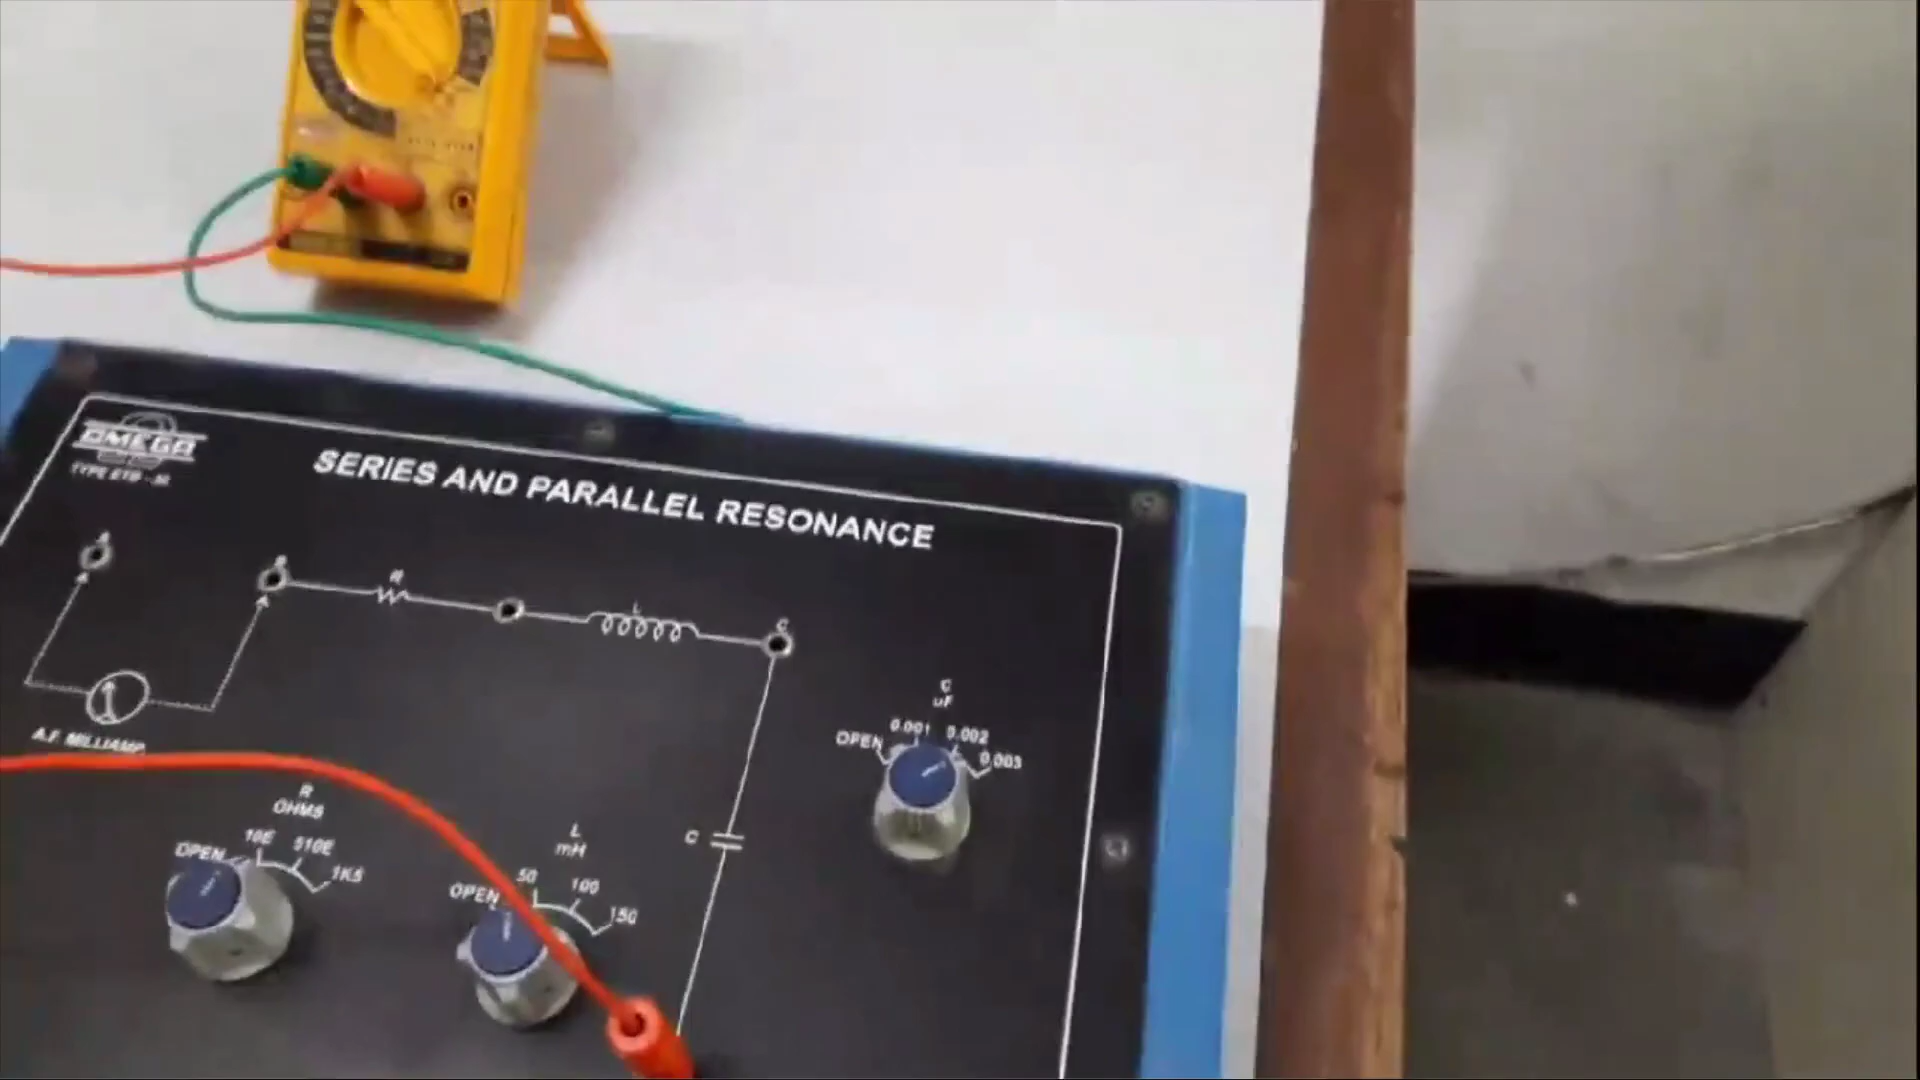 OMEGA
SERIES AND PARALLEL RESONANCE
R
L
C
A.F. MILLIAMP.
C
uF
OPEN 0.001 0.002 0.003
R
OHMS
OPEN 10E 510E 1K5
L
mH
OPEN 50 100 150
C